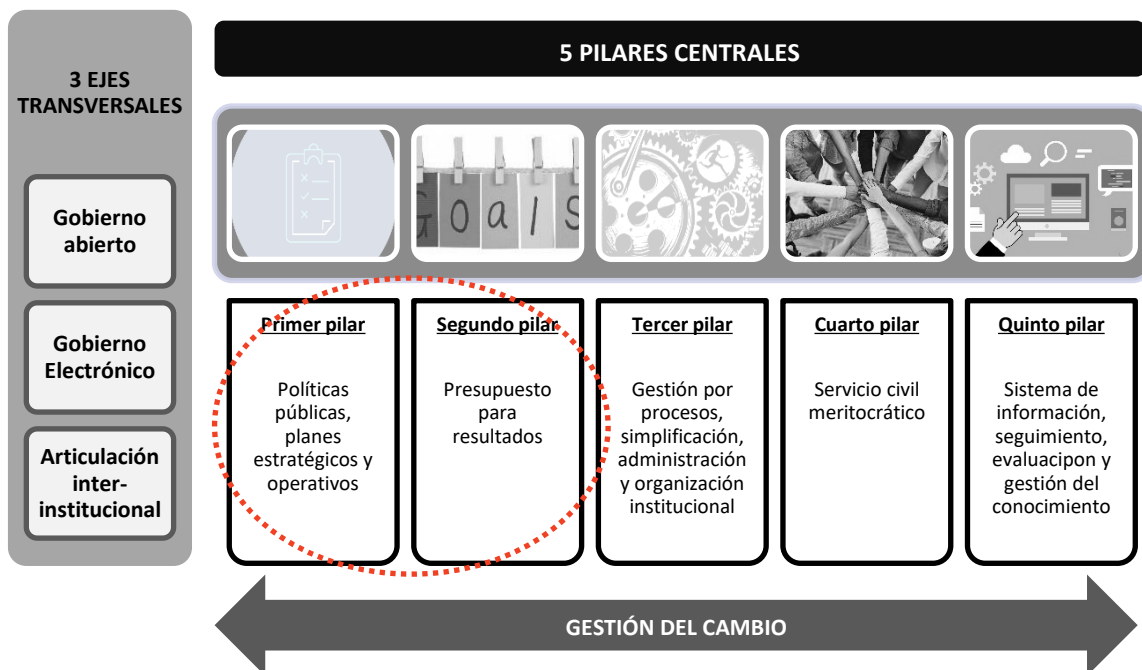 3 EJES
TRANSVERSALES
Gobierno
abierto
Gobierno
Electrónico
Articulación
inter-
institucional
5 PILARES CENTRALES
GOALS
Primer pilar
Políticas
públicas,
planes
estratégicos y
operativos
Segundo pilar
Presupuesto
para
resultados
Tercer pilar
Gestión por
procesos,
simplificación,
administración
y organización
institucional
Cuarto pilar
Servicio civil
meritocrático
Quinto pilar
Sistema de
información,
seguimiento,
evaluacipon y
gestión del
conocimiento
GESTIÓN DEL CAMBIO